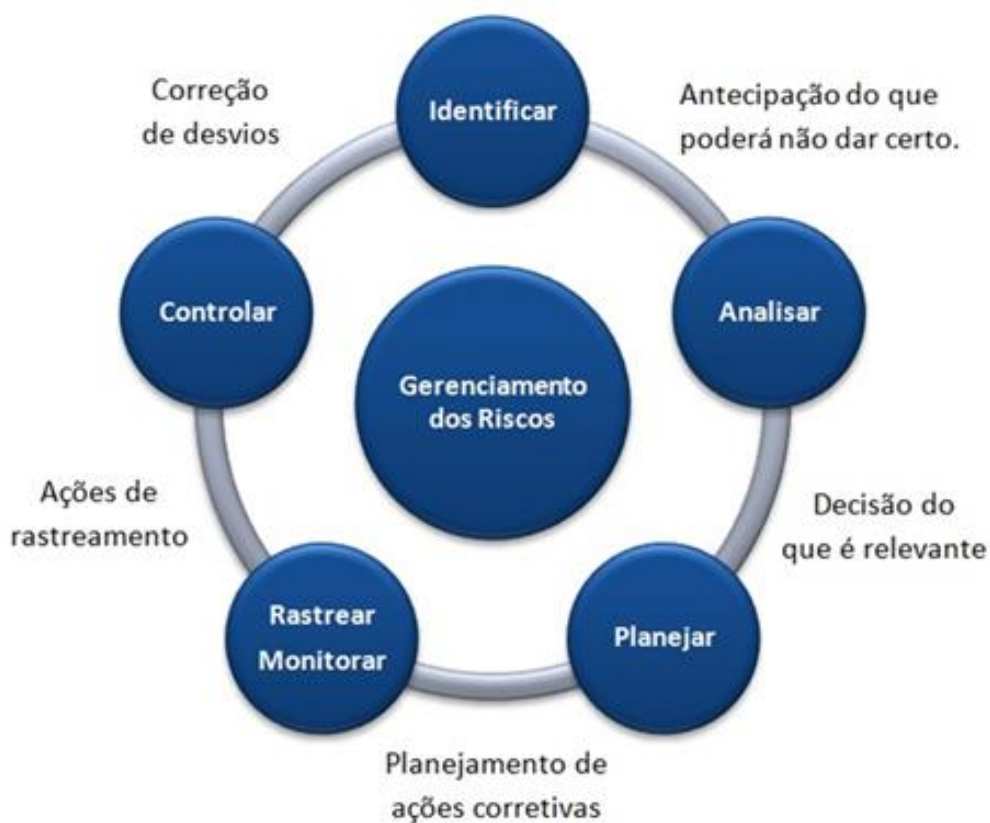 Identificar
Antecipação do que
poderá não dar certo.
Analisar
Decisão do
que é relevante
Planejar
Planejamento de
ações corretivas
Rastrear
Monitorar
Ações de
rastreamento
Controlar
Correção
de desvios
Gerenciamento
dos Riscos